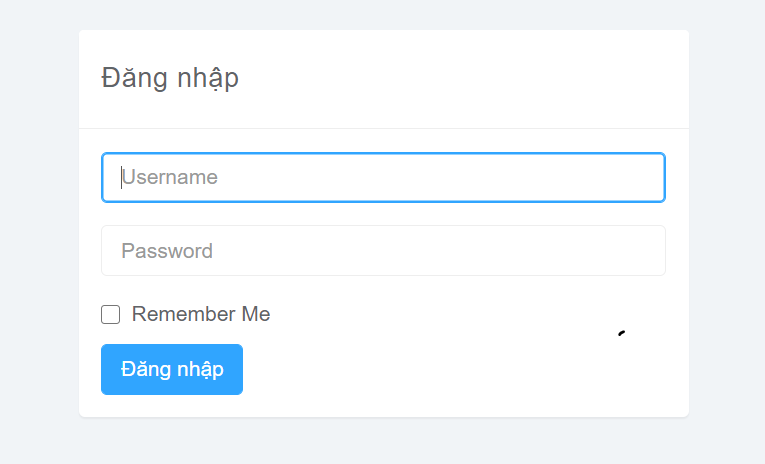 Đăng nhập
Username
Password
Remember Me
Đăng nhập